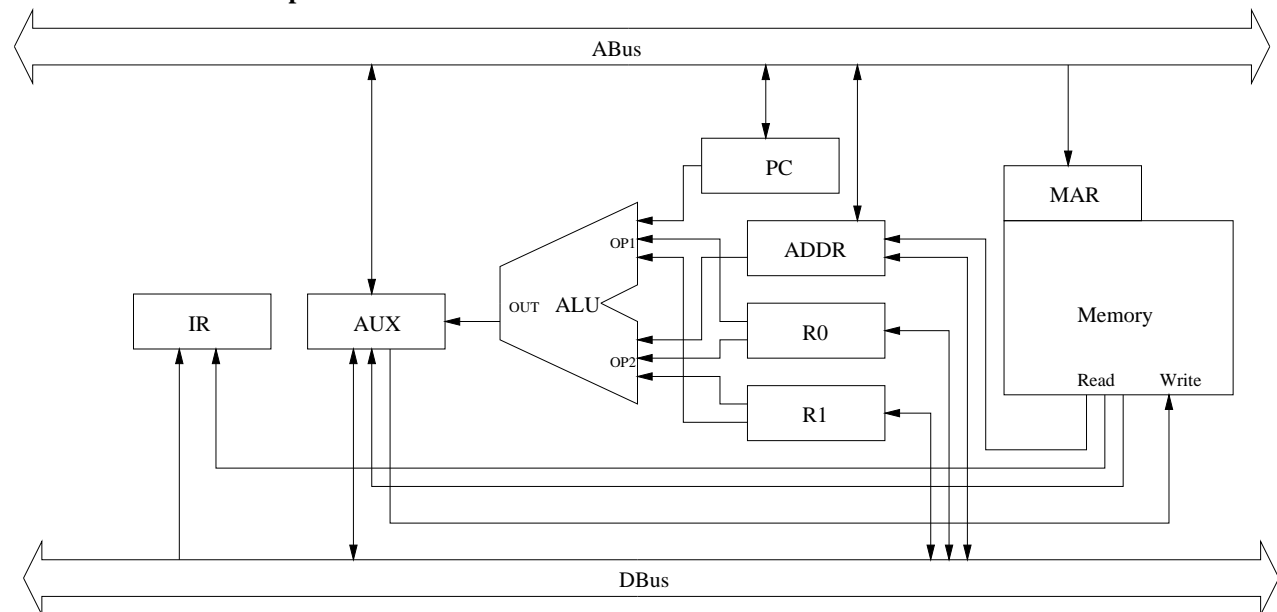 ABus
PC
MAR
OP1
ADDR
IR
AUX
OUT
ALU
R0
Memory
OP2
Read
Write
R1
DBus